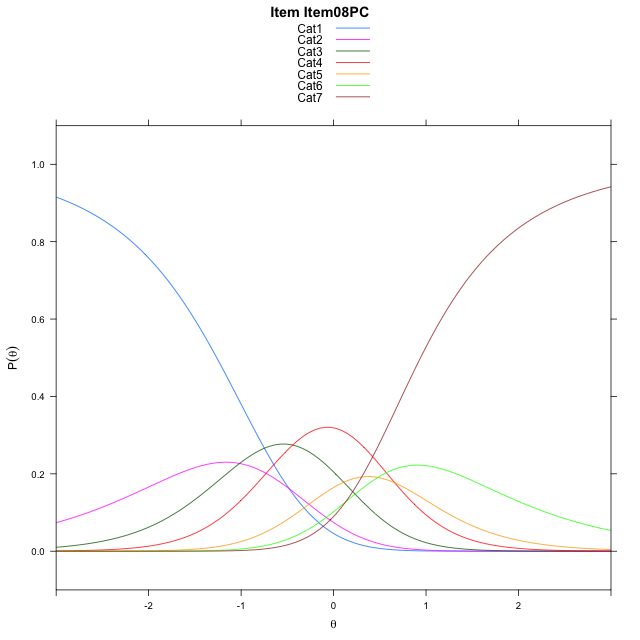 Item Item08PC
Cat1
Cat2
Cat3
Cat4
Cat5
Cat6
Cat7
1.0
0.8
0.6
0.4
0.2
0.0
P(θ)
-2 -1 0 1 2
θ